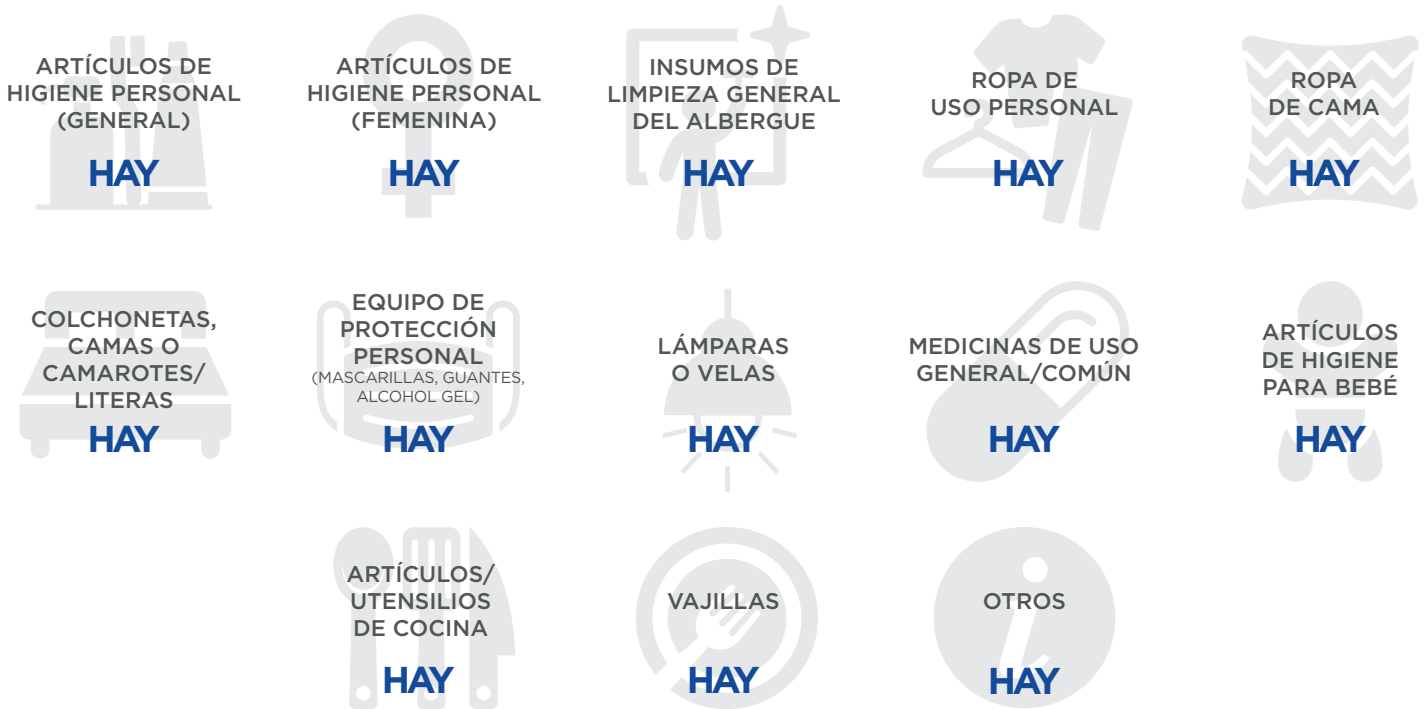 ARTÍCULOS DE
HIGIENE PERSONAL
(GENERAL)
HAY
ARTÍCULOS DE
HIGIENE PERSONAL
(FEMENINA)
HAY
INSUMOS DE
LIMPIEZA GENERAL
DEL ALBERGUE
HAY
ROPA DE
USO PERSONAL
HAY
ROPA
DE CAMA
HAY
COLCHONETAS,
CAMAS O
CAMAROTES/
LITERAS
HAY
EQUIPO DE
PROTECCIÓN
PERSONAL
(MASCARILLAS, GUANTES,
ALCOHOL GEL)
HAY
LÁMPARAS
O VELAS
HAY
MEDICINAS DE USO
GENERAL/COMÚN
HAY
ARTÍCULOS
DE HIGIENE
PARA BEBÉ
HAY
ARTÍCULOS/
UTENSILIOS
DE COCINA
HAY
VAJILLAS
HAY
OTROS
HAY